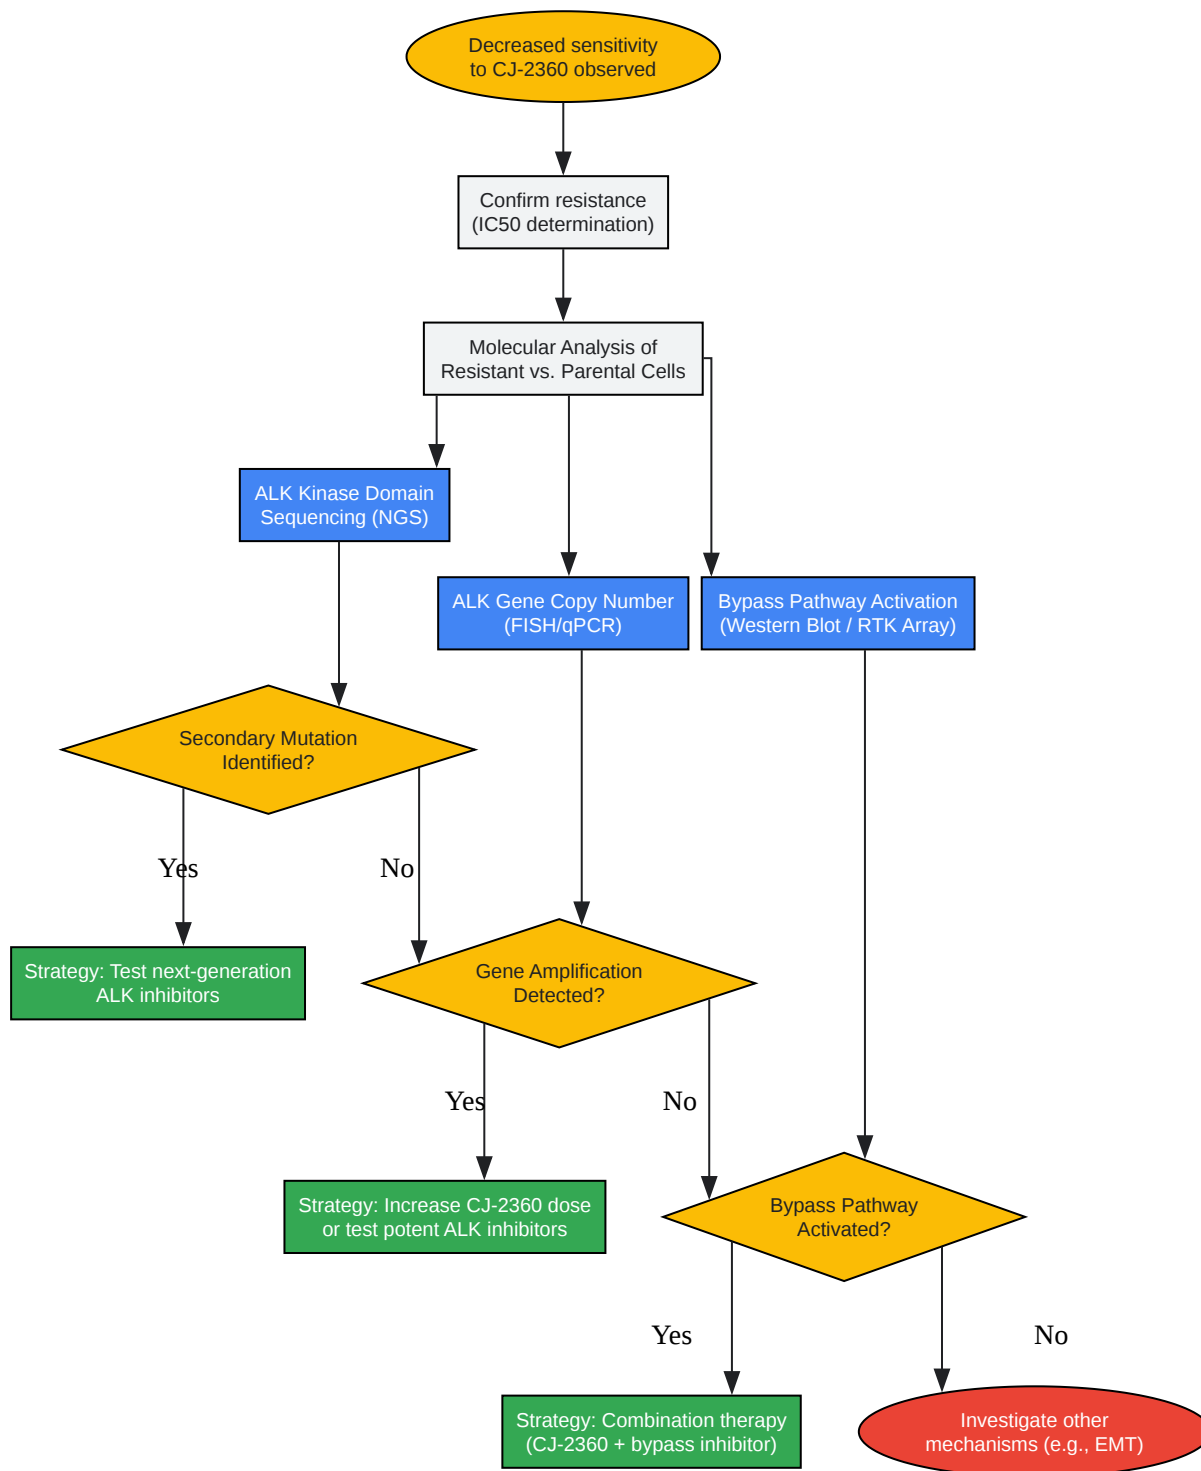 Decreased sensitivity
to CJ-2360 observed
Confirm resistance
(IC50 determination)
Molecular Analysis of
Resistant vs. Parental Cells
ALK Kinase Domain
Sequencing (NGS)
ALK Gene Copy Number
(FISH/qPCR)
Bypass Pathway Activation
(Western Blot / RTK Array)
Secondary Mutation
Identified?
Yes
No
Strategy: Test next-generation
ALK inhibitors
Gene Amplification
Detected?
Yes
No
Strategy: Increase CJ-2360 dose
or test potent ALK inhibitors
Bypass Pathway
Activated?
Yes
No
Strategy: Combination therapy
(CJ-2360 + bypass inhibitor)
Investigate other
mechanisms (e.g., EMT)